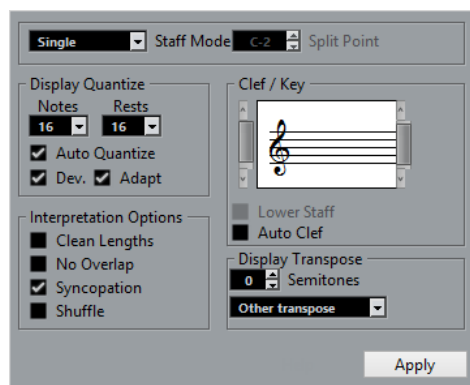 Single Staff Mode C-2 Split Point
Display Quantize
Notes Rests
16 16
Auto Quantize
Dev. Adapt
Interpretation Options
Clean Lengths
No Overlap
Syncopation
Shuffle
Clef / Key
Lower Staff
Auto Clef
Display Transpose
0 Semitones
Other transpose
Apply